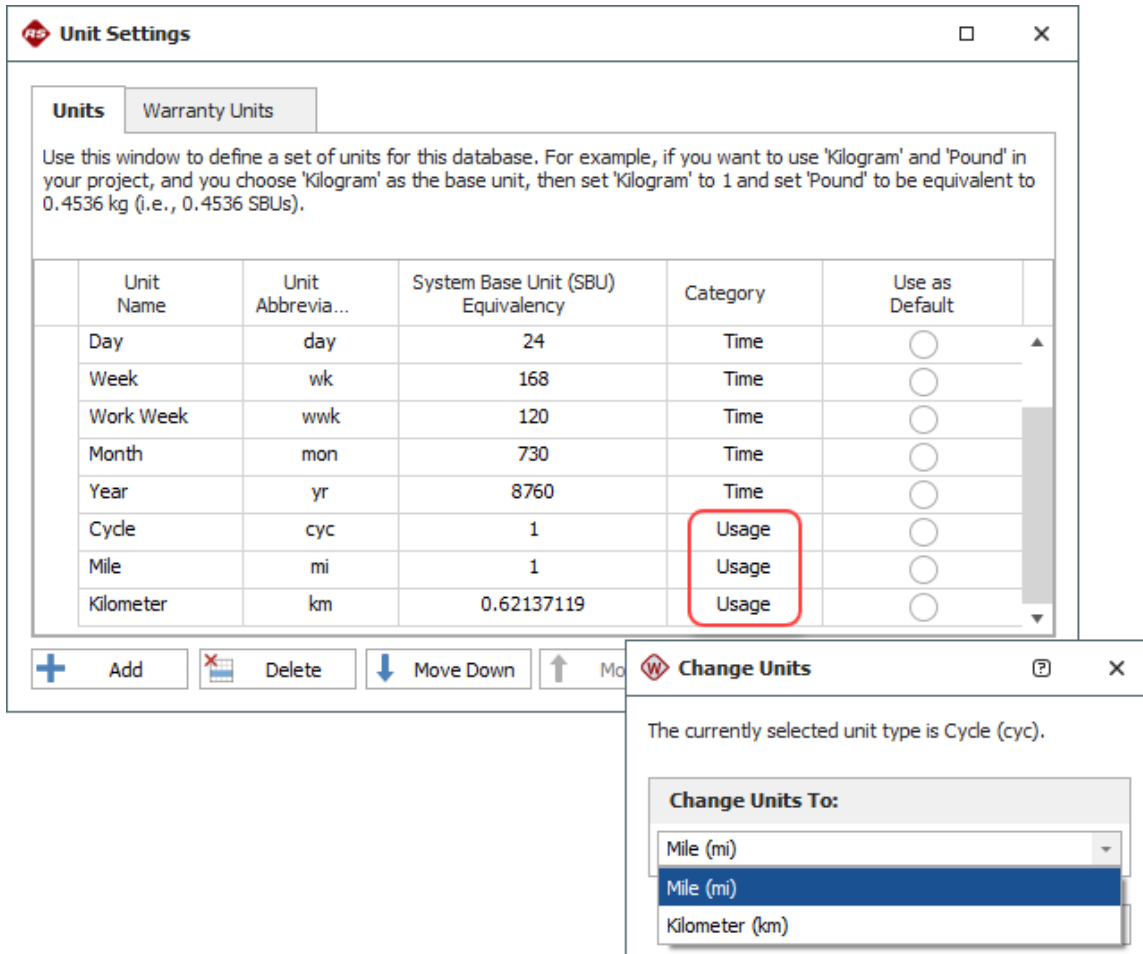 RS Unit Settings
Units Warranty Units
Use this window to define a set of units for this database. For example, if you want to use 'Kilogram' and 'Pound' in
your project, and you choose 'Kilogram' as the base unit, then set 'Kilogram' to 1 and set 'Pound' to be equivalent to
0.4536 kg (i.e., 0.4536 SBUs).
Unit Name Unit Abbrevia... System Base Unit (SBU) Equivalency Category Use as Default
Day day 24 Time
Week wk 168 Time
Work Week wwk 120 Time
Month mon 730 Time
Year yr 8760 Time
Cycle cyc 1 Usage
Mile mi 1 Usage
Kilometer km 0.62137119 Usage
Add Delete Move Down Mo
W Change Units ?
The currently selected unit type is Cycle (cyc).
Change Units To:
Mile (mi)
Mile (mi)
Kilometer (km)